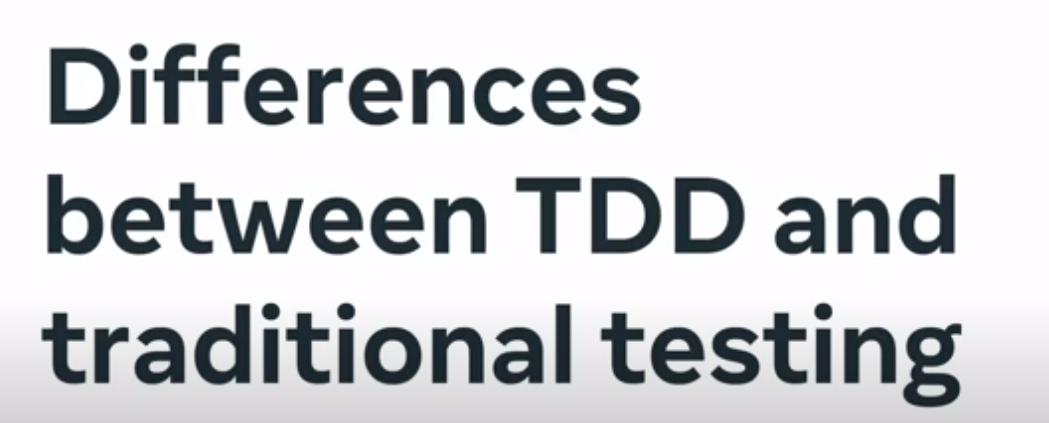 Differences
between TDD and
traditional testing